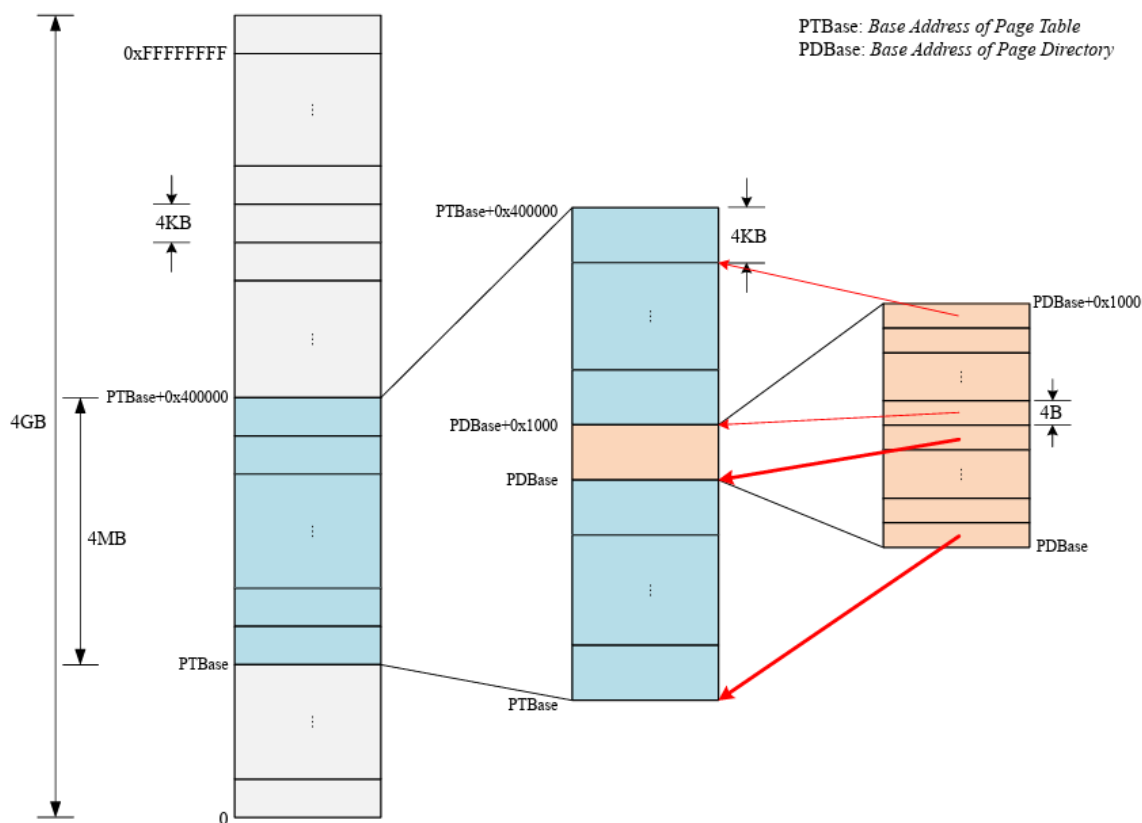 PTBase: Base Address of Page Table
PDBase: Base Address of Page Directory
0xFFFFFFFF
4KB
4GB
PTBase+0x400000
4MB
PTBase
0
PTBase+0x400000
4KB
PDBase+0x1000
PDBase
PTBase
PDBase+0x1000
4B
PDBase